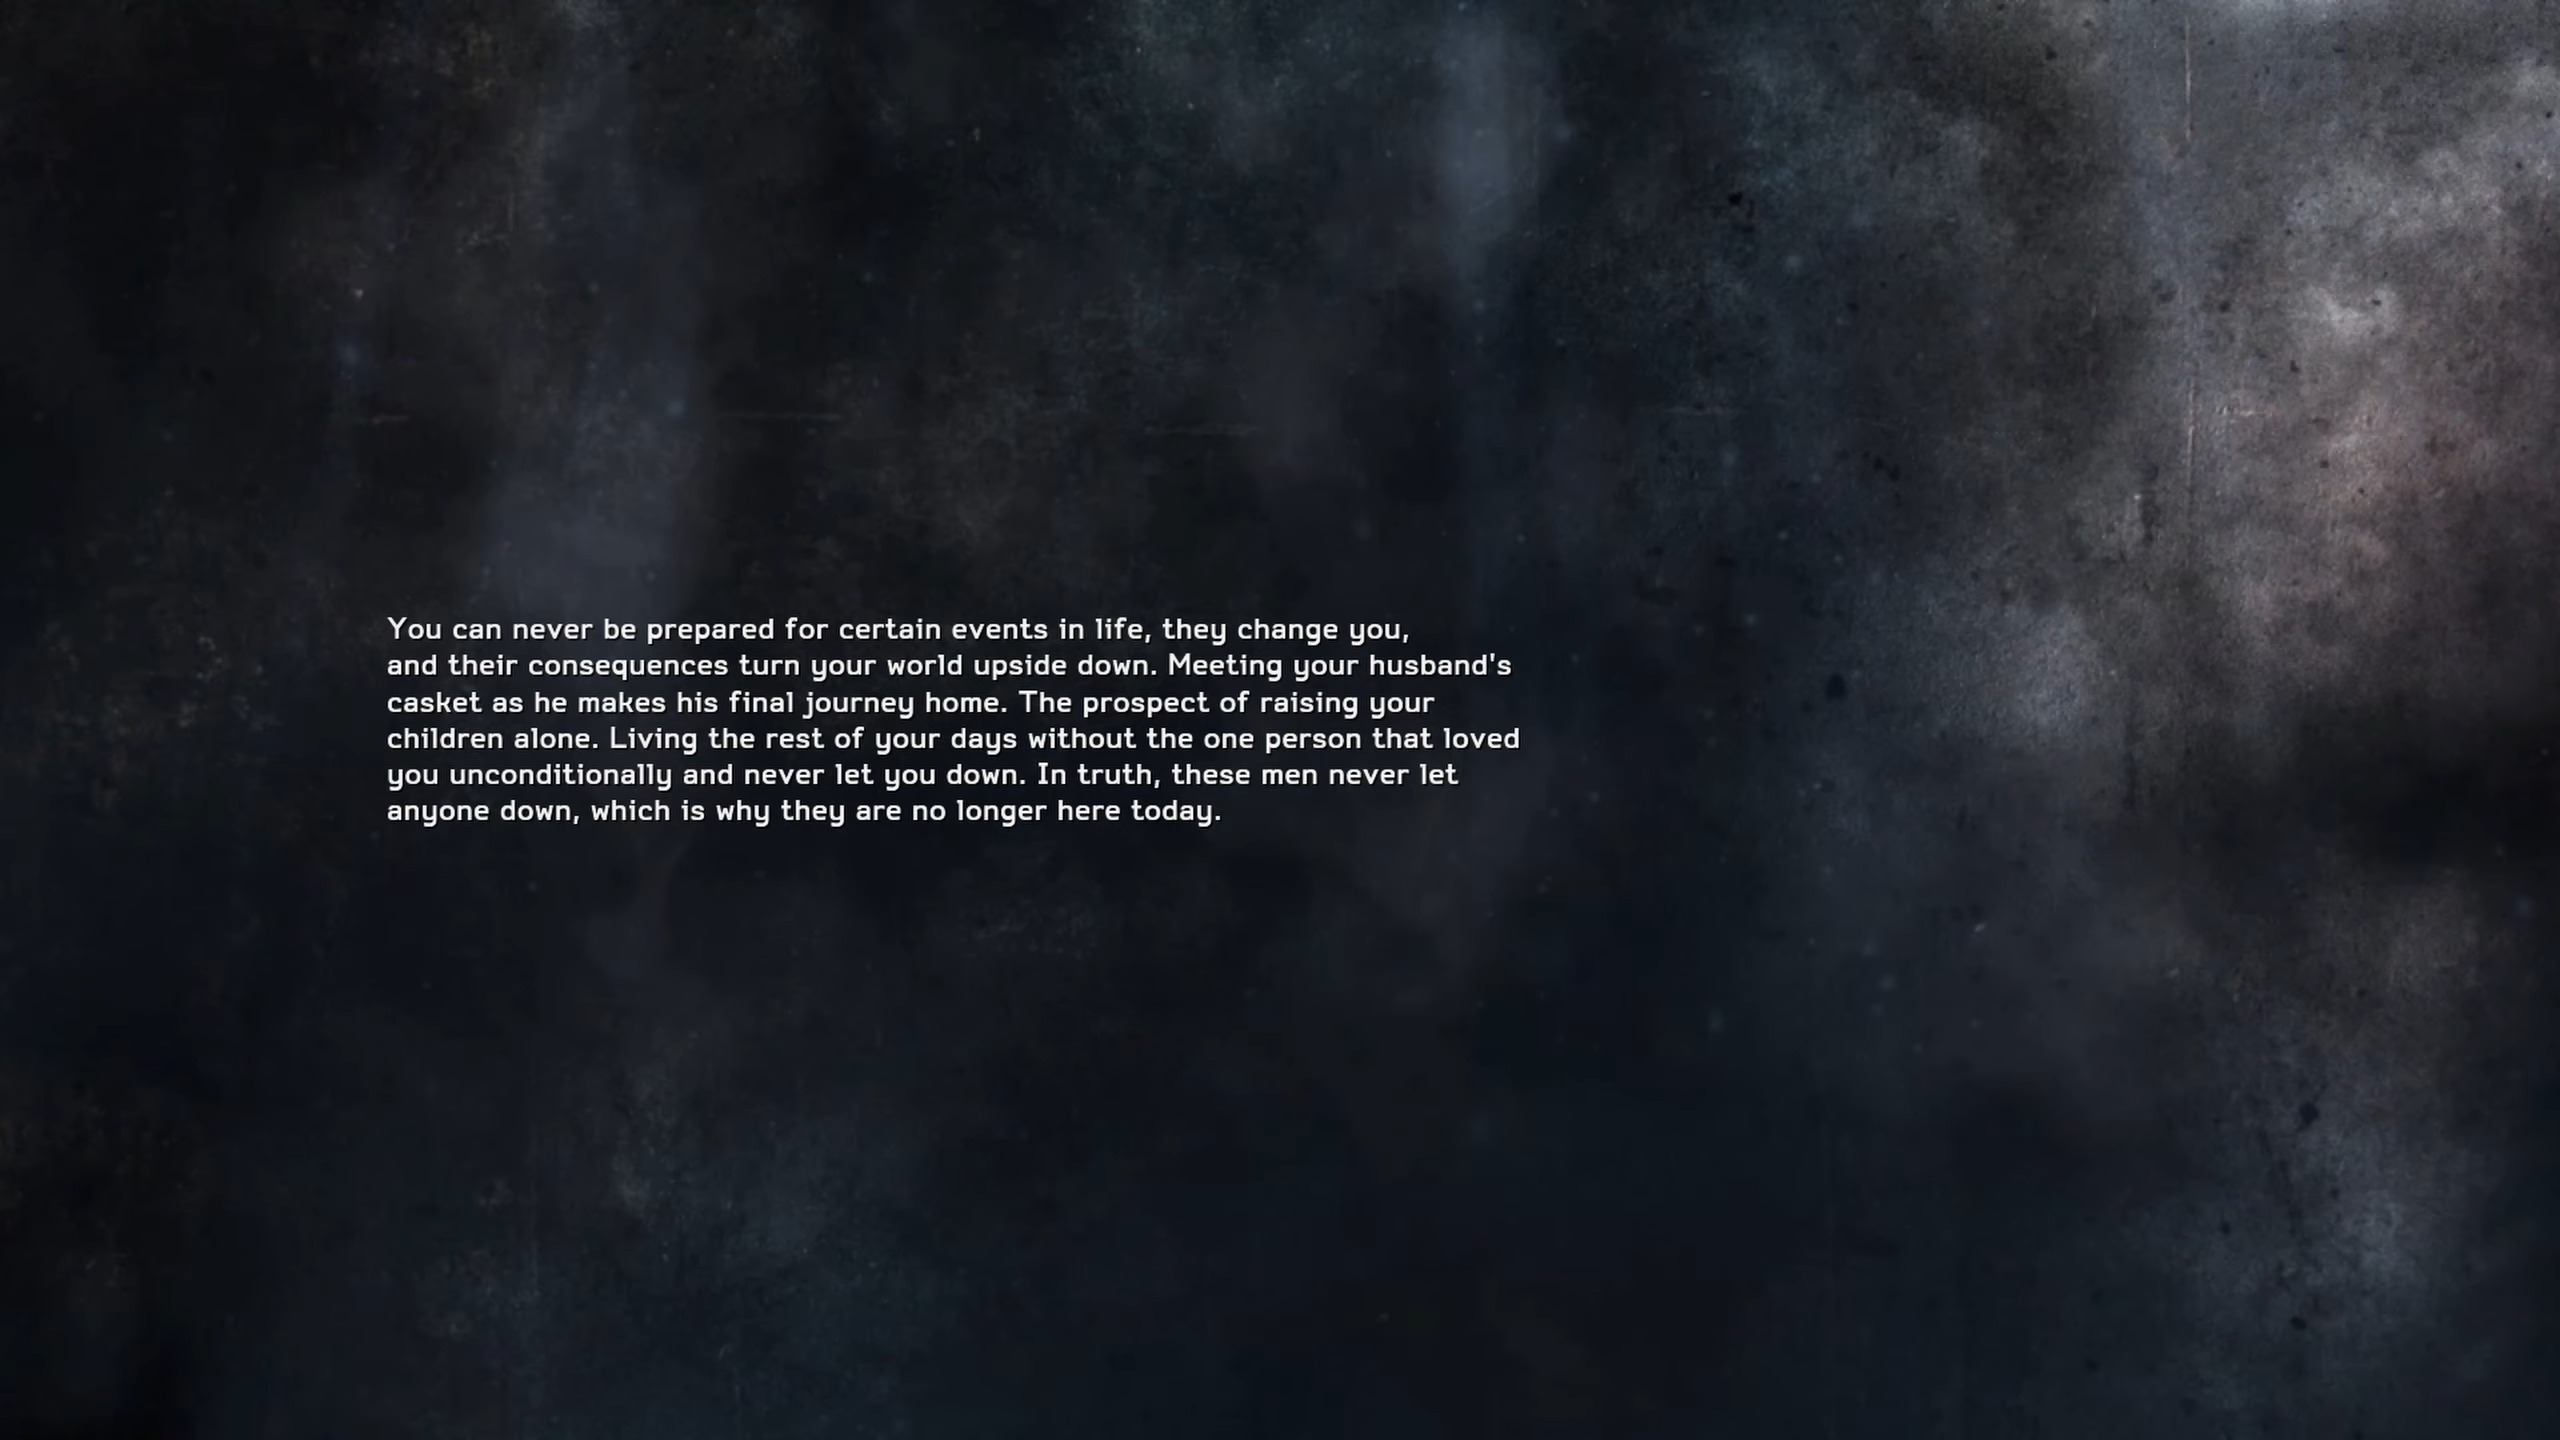 You can never be prepared for certain events in life, they change you,
and their consequences turn your world upside down. Meeting your husband's
casket as he makes his final journey home. The prospect of raising your
children alone. Living the rest of your days without the one person that loved
you unconditionally and never let you down. In truth, these men never let
anyone down, which is why they are no longer here today.